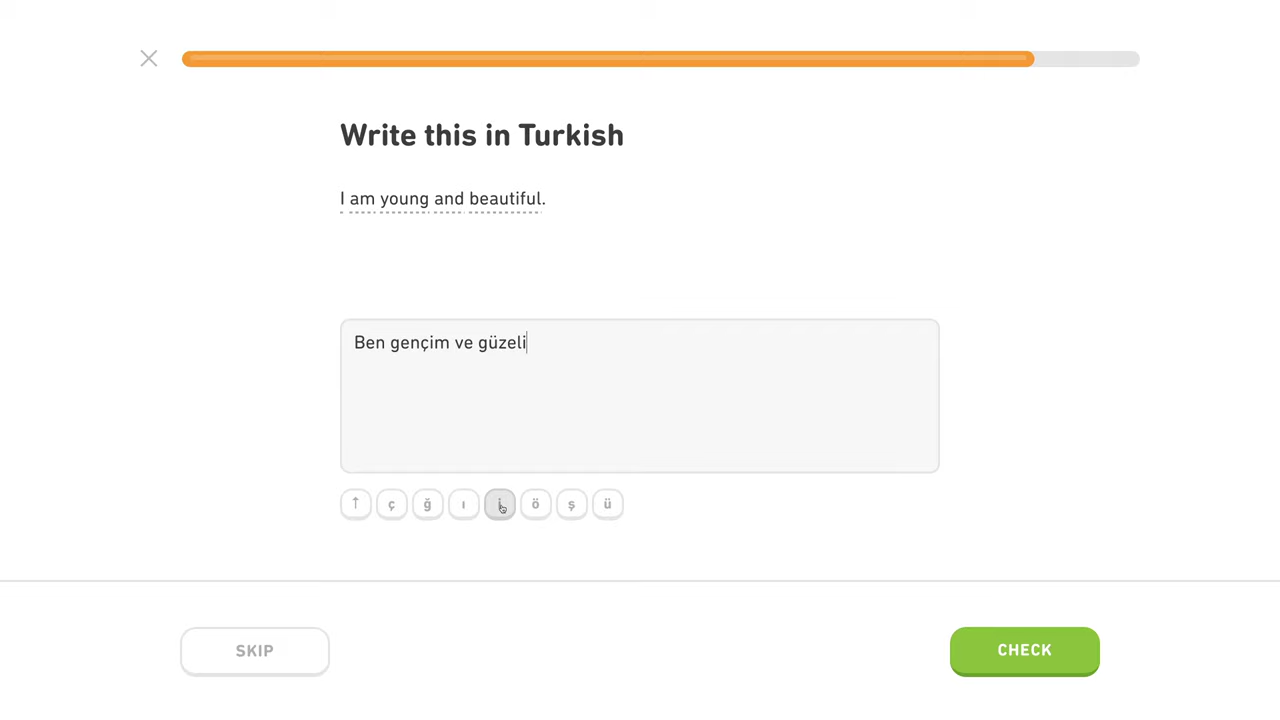 Write this in Turkish
I am young and beautiful.
Ben gençim ve güzeli
↑ ç ğ ı i ö ş ü
SKIP
CHECK